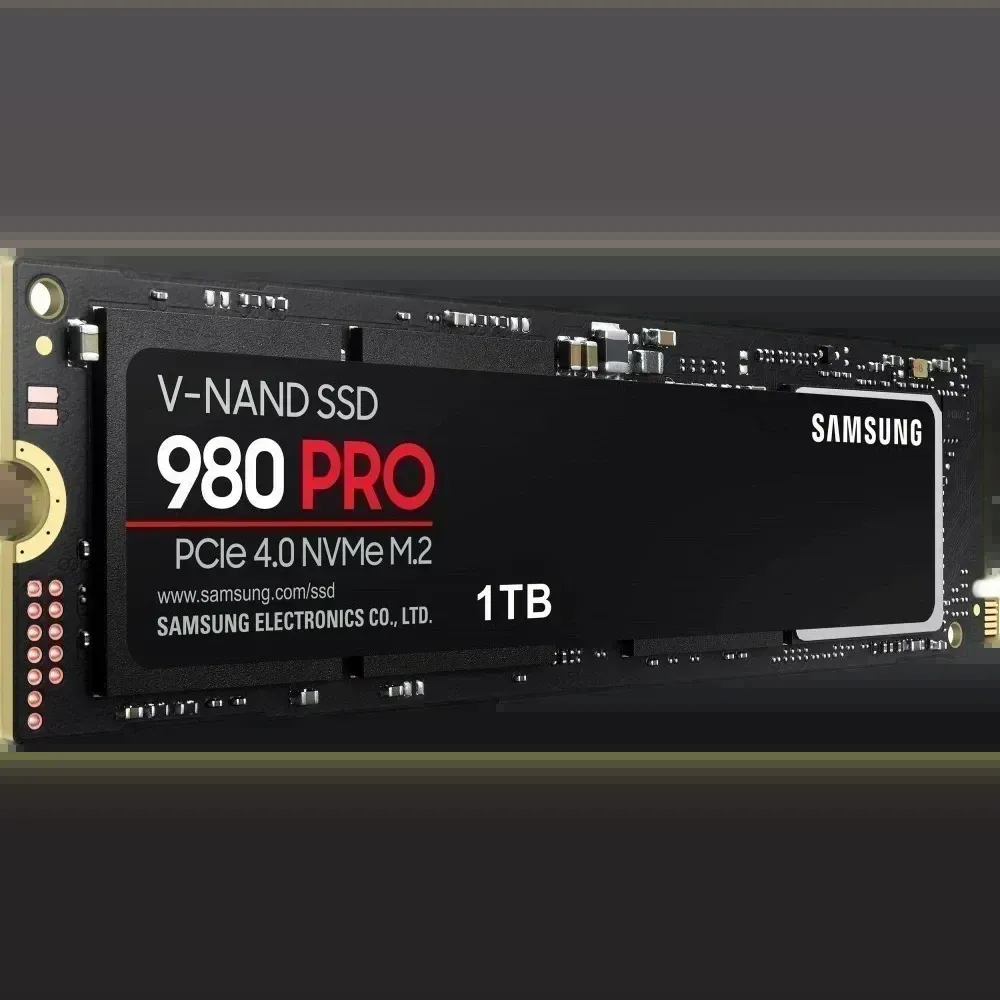 V-NAND SSD
980 PRO
PCIe 4.0 NVMe M.2
www.samsung.com/ssd
SAMSUNG ELECTRONICS CO., LTD.
1TB
SAMSUNG